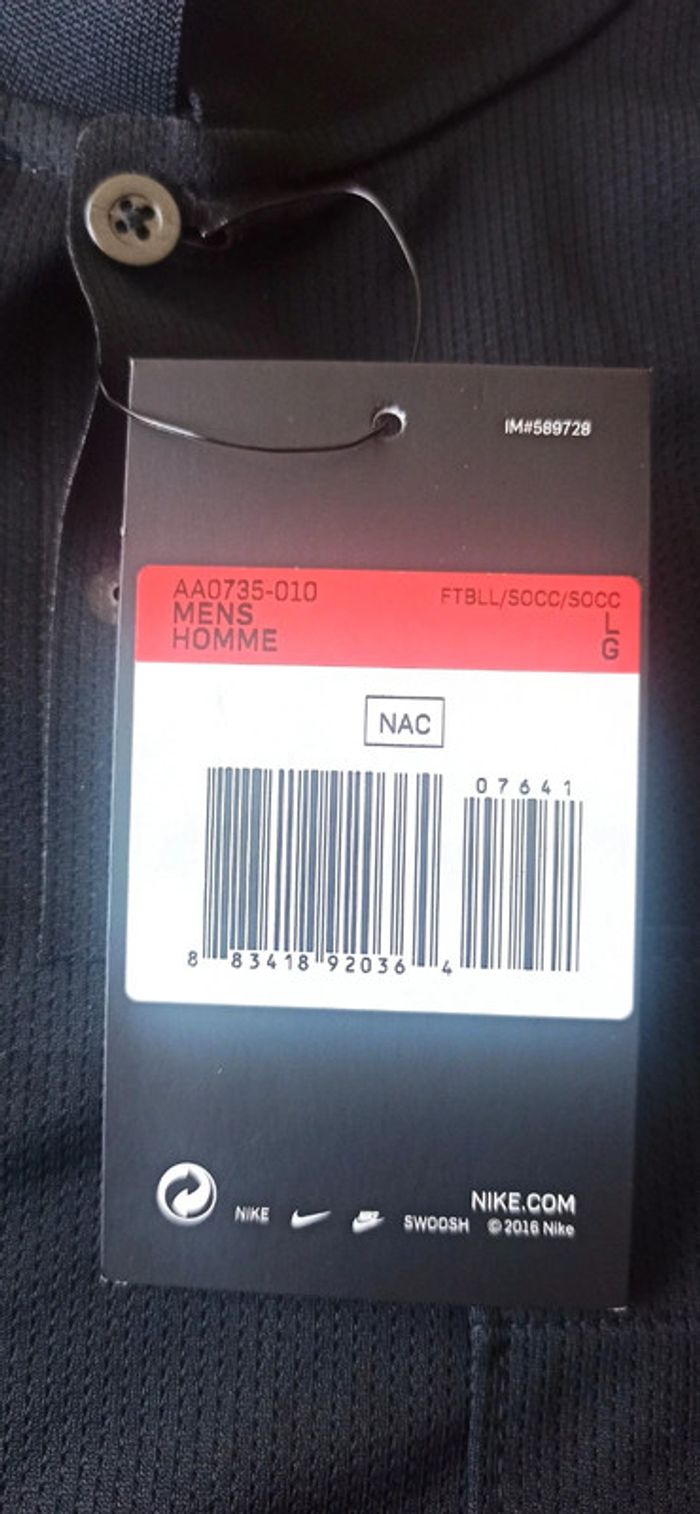 IM#589728
AA0735-010 FTBLL/SOCC/SOCC
MENS L
HOMME G
NAC
07641
8 83418 92036 4
NIKE.COM
NIKE SWOOSH © 2016 Nike